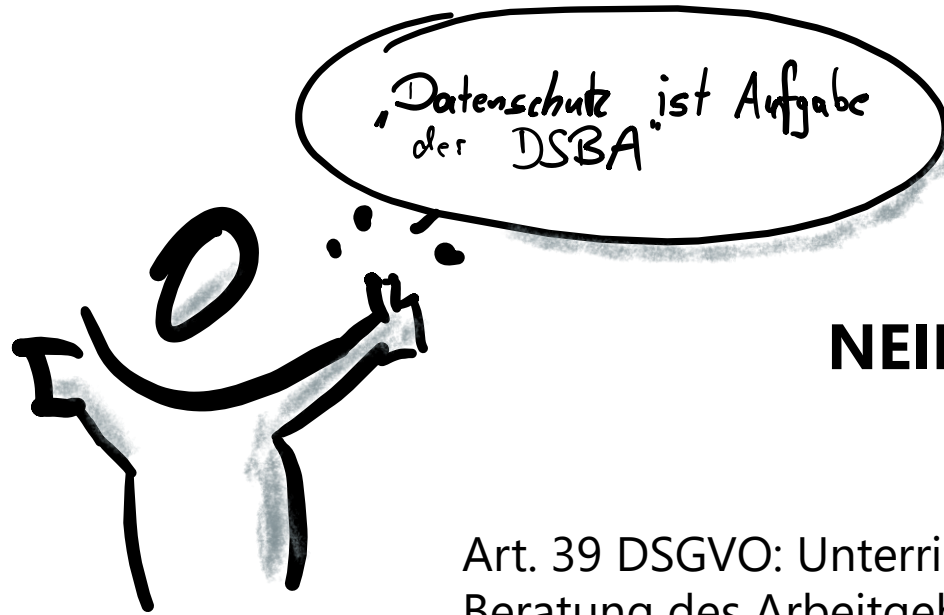 „Datenschutz" ist Aufgabe
der DSBA
NEI
Art. 39 DSGVO: Unterri
Beratung des Arbeitgeb